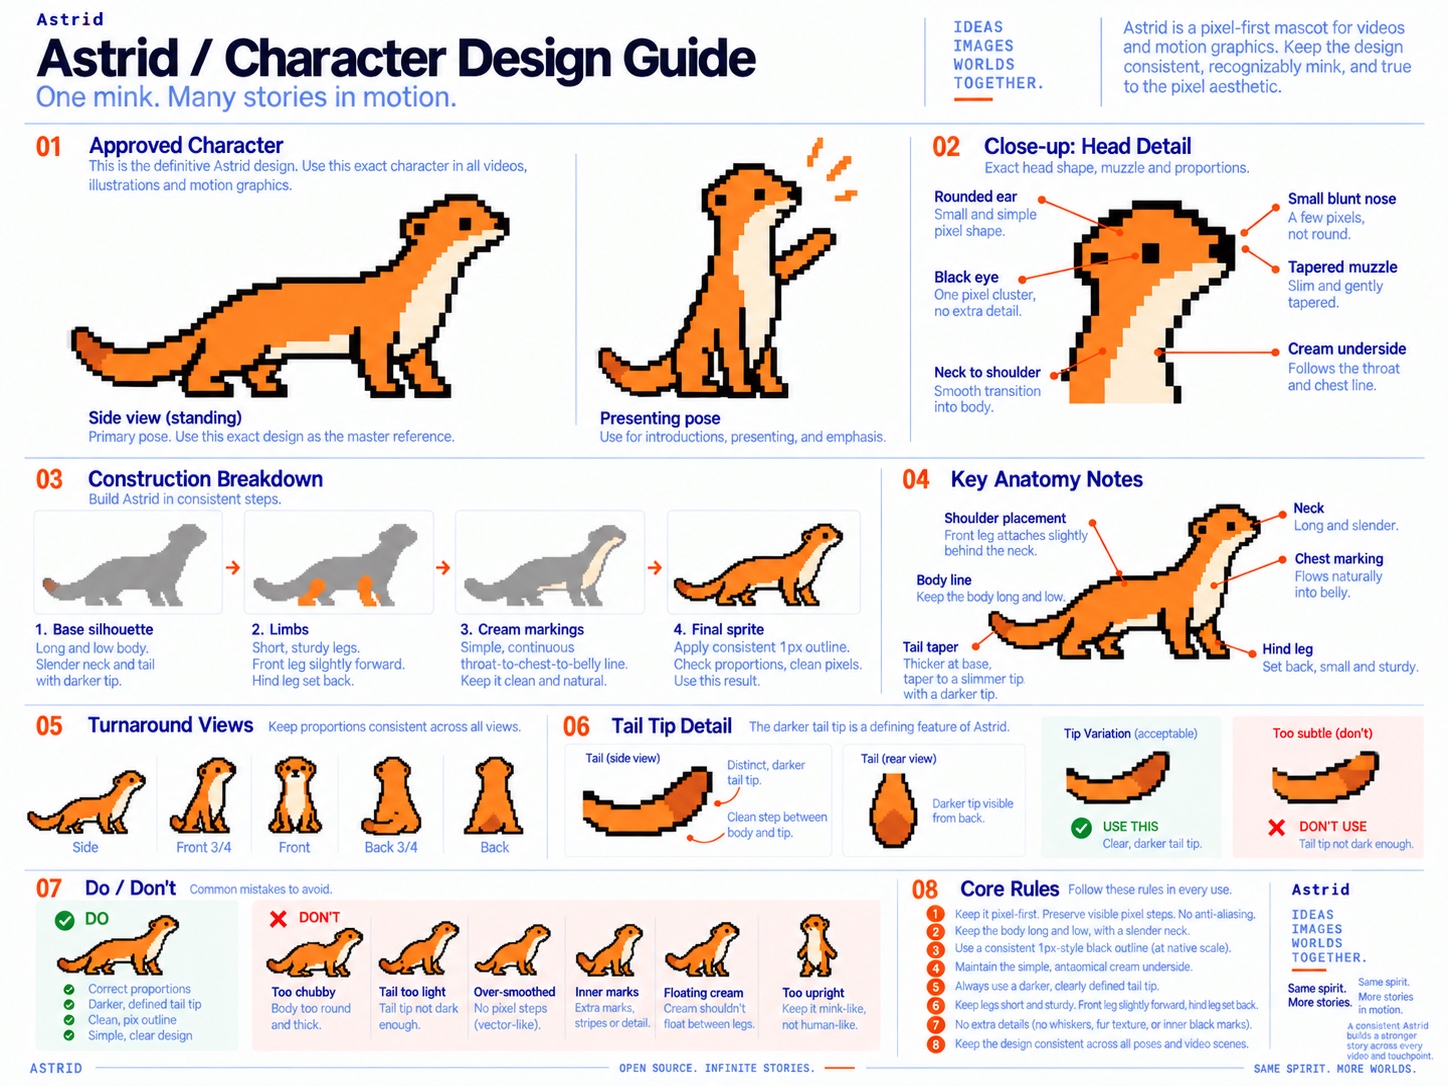 Astrid
Astrid / Character Design Guide
One mink. Many stories in motion.
IDEAS
IMAGES
WORLDS
TOGETHER.
Astrid is a pixel-first mascot for videos
and motion graphics. Keep the design
consistent, recognizably mink, and true
to the pixel aesthetic.
01 Approved Character
This is the definitive Astrid design. Use this exact character in all videos,
illustrations and motion graphics.
Side view (standing)
Primary pose. Use this exact design as the master reference.
Presenting pose
Use for introductions, presenting, and emphasis.
02 Close-up: Head Detail
Exact head shape, muzzle and proportions.
Rounded ear
Small and simple
pixel shape.
Black eye
One pixel cluster,
no extra detail.
Neck to shoulder
Smooth transition
into body.
Small blunt nose
A few pixels,
not round.
Tapered muzzle
Slim and gently
tapered.
Cream underside
Follows the throat
and chest line.
03 Construction Breakdown
Build Astrid in consistent steps.
1. Base silhouette
Long and low body.
Slender neck and tail
with darker tip.
2. Limbs
Short, sturdy legs.
Front leg slightly forward.
Hind leg set back.
3. Cream markings
Simple, continuous
throat-to-chest-to-belly line.
Keep it clean and natural.
4. Final sprite
Apply consistent 1px outline.
Check proportions, clean pixels.
Use this result.
04 Key Anatomy Notes
Shoulder placement
Front leg attaches slightly
behind the neck.
Body line
Keep the body long and low.
Tail taper
Thicker at base,
taper to a slimmer tip
with a darker tip.
Neck
Long and slender.
Chest marking
Flows naturally
into belly.
Hind leg
Set back, small and sturdy.
05 Turnaround Views Keep proportions consistent across all views.
Side
Front 3/4
Front
Back 3/4
Back
06 Tail Tip Detail The darker tail tip is a defining feature of Astrid.
Tail (side view)
Distinct, darker
tail tip.
Clean step between
body and tip.
Tail (rear view)
Darker tip visible
from back.
Tip Variation (acceptable)
USE THIS
Clear, darker tail tip.
Too subtle (don't)
DON'T USE
Tail tip not dark enough.
07 Do / Don't Common mistakes to avoid.
DO
Correct proportions
Darker, defined tail tip
Clean, pix outline
Simple, clear design
DON'T
Too chubby
Body too round
and thick.
Tail too light
Tail tip not dark
enough.
Over-smoothed
No pixel steps
(vector-like).
Inner marks
Extra marks,
stripes or detail.
Floating cream
Cream shouldn't
float between legs.
Too upright
Keep it mink-like,
not human-like.
08 Core Rules Follow these rules in every use.
1 Keep it pixel-first. Preserve visible pixel steps. No anti-aliasing.
2 Keep the body long and low, with a slender neck.
3 Use a consistent 1px-style black outline (at native scale).
4 Maintain the simple, antaomical cream underside.
5 Always use a darker, clearly defined tail tip.
6 Keep legs short and sturdy. Front leg slightly forward, hind leg set back.
7 No extra details (no whiskers, fur texture, or inner black marks).
8 Keep the design consistent across all poses and video scenes.
Astrid
IDEAS
IMAGES
WORLDS
TOGETHER.
Same spirit.
More stories.
Same spirit.
More stories
in motion.
A consistent Astrid
builds a stronger
story across every
video and touchpoint.
ASTRID
OPEN SOURCE. INFINITE STORIES.
SAME SPIRIT. MORE WORLDS.